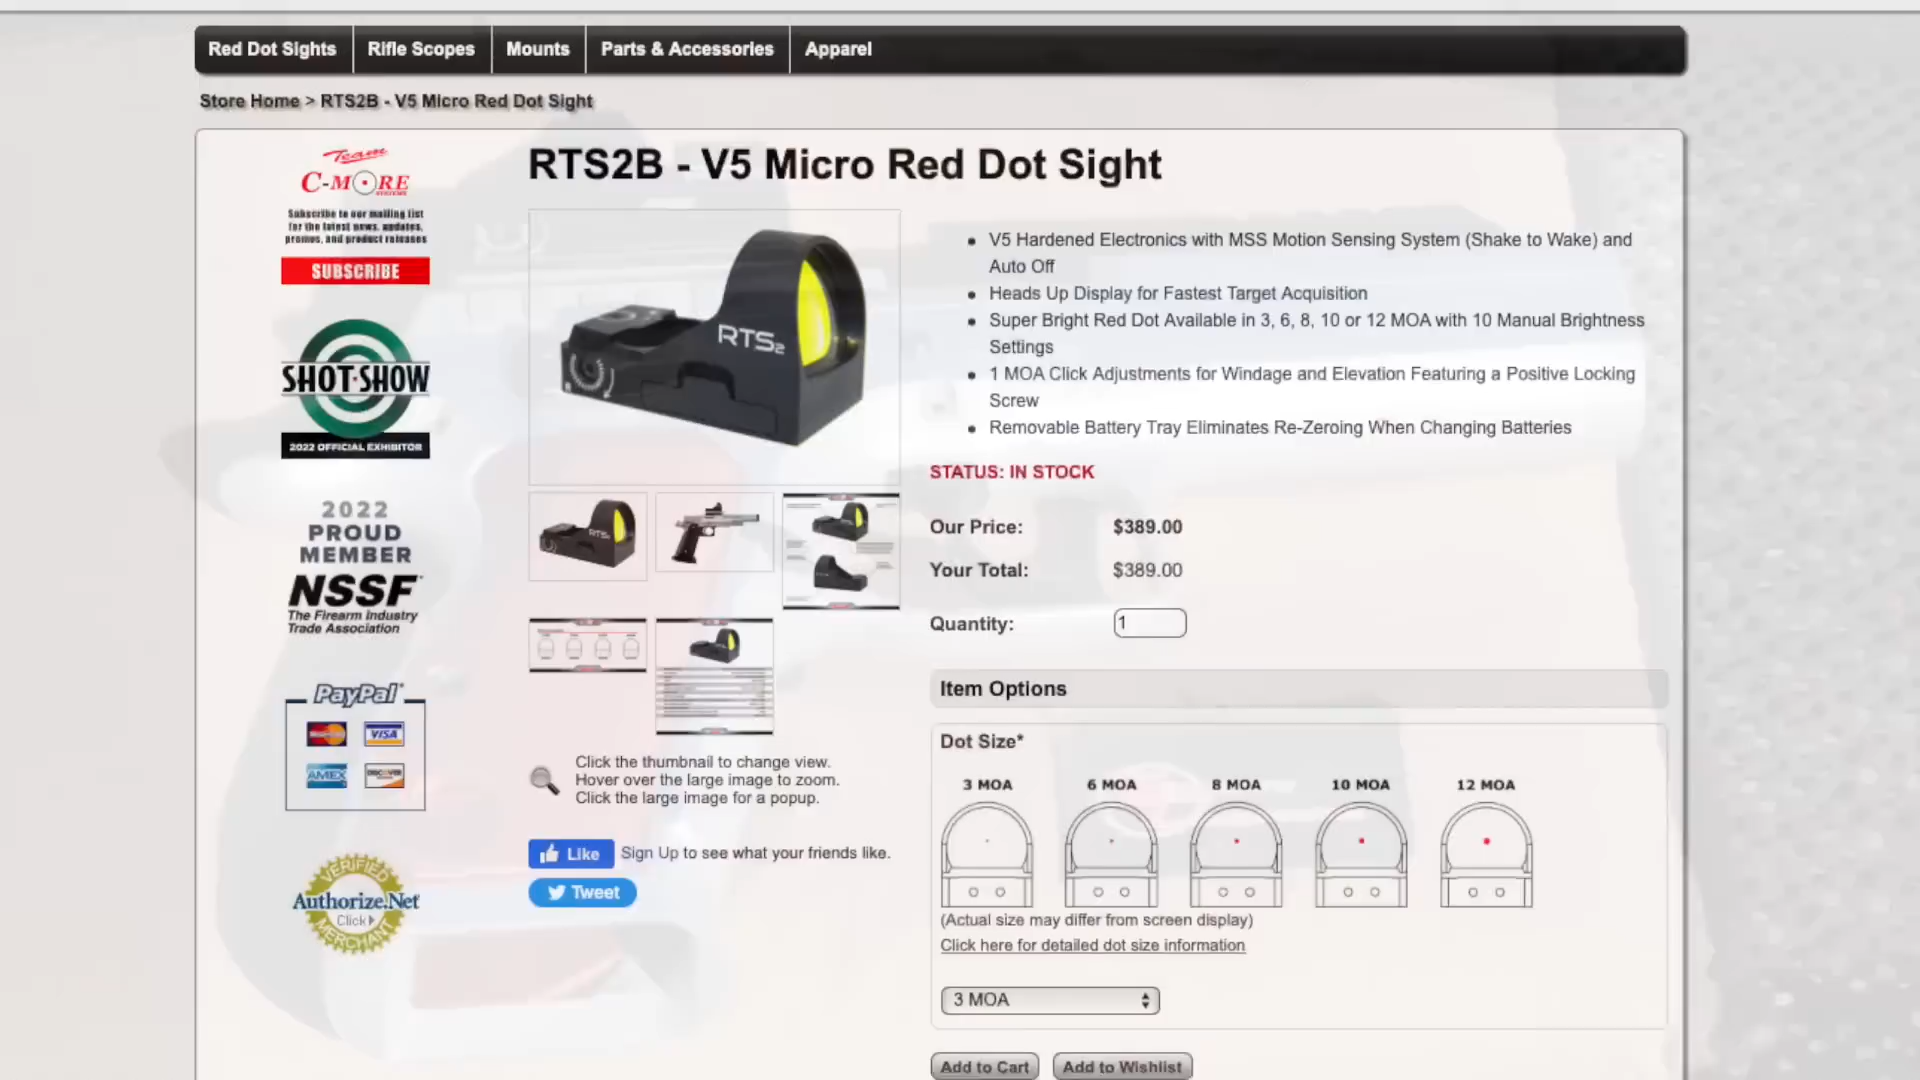 Red Dot Sights
Rifle Scopes
Mounts
Parts & Accessories
Apparel
Store Home > RTS2B - V5 Micro Red Dot Sight
Team
C-MORE
SYSTEMS
Subscribe to our mailing list
for the latest news, updates,
promos, and product releases
SUBSCRIBE
SHOT SHOW
2022 OFFICIAL EXHIBITOR
2022
PROUD
MEMBER
NSSF
The Firearm Industry
Trade Association
PayPal
MasterCard
VISA
AMEX
DISCOVER
VERIFIED
Authorize.Net
Click
MERCHANT
RTS2B - V5 Micro Red Dot Sight
RTS2
Click the thumbnail to change view.
Hover over the large image to zoom.
Click the large image for a popup.
Like
Sign Up to see what your friends like.
Tweet
• V5 Hardened Electronics with MSS Motion Sensing System (Shake to Wake) and
Auto Off
• Heads Up Display for Fastest Target Acquisition
• Super Bright Red Dot Available in 3, 6, 8, 10 or 12 MOA with 10 Manual Brightness
Settings
• 1 MOA Click Adjustments for Windage and Elevation Featuring a Positive Locking
Screw
• Removable Battery Tray Eliminates Re-Zeroing When Changing Batteries
STATUS: IN STOCK
Our Price: $389.00
Your Total: $389.00
Quantity: 1
Item Options
Dot Size*
3 MOA 6 MOA 8 MOA 10 MOA 12 MOA
(Actual size may differ from screen display)
Click here for detailed dot size information
3 MOA
Add to Cart
Add to Wishlist